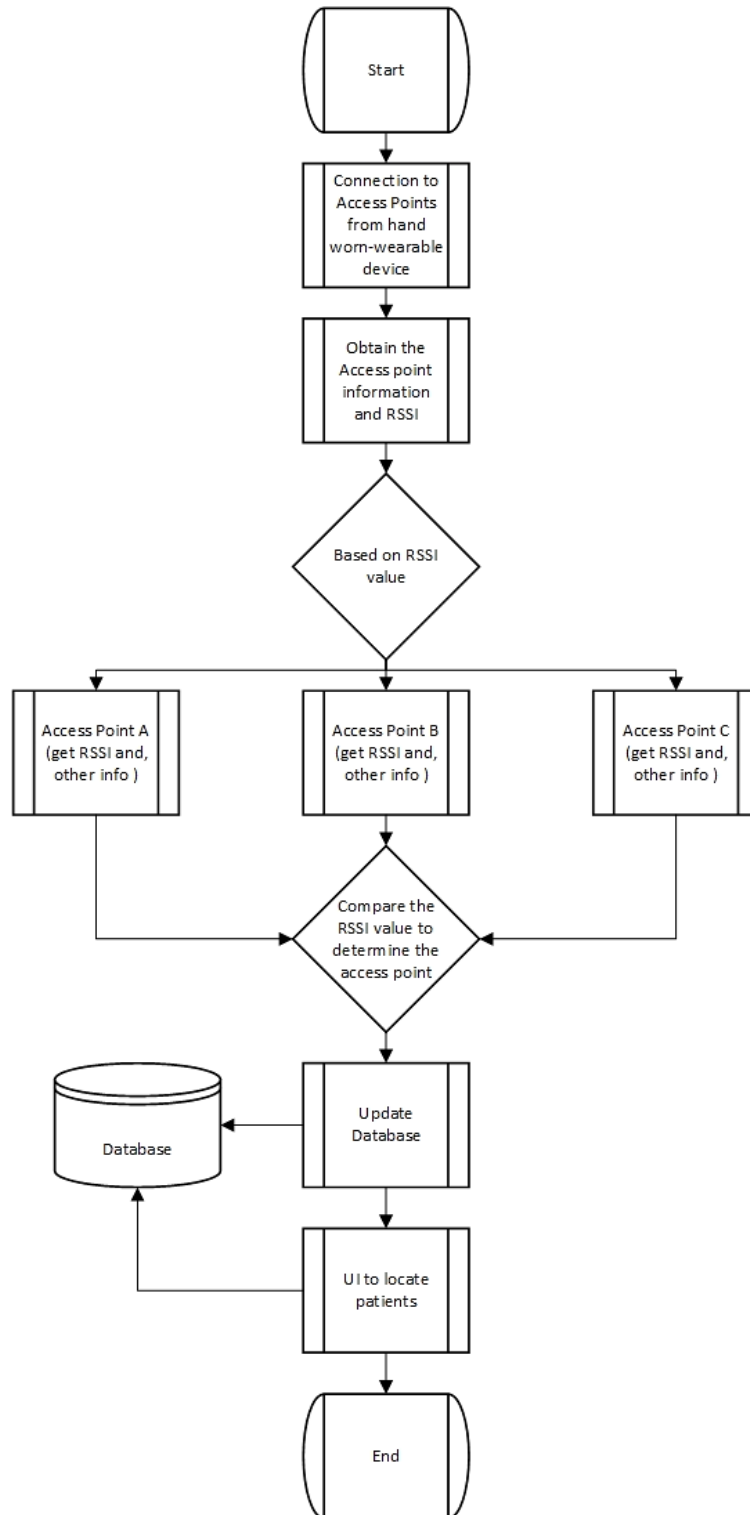 Start
Connection to
Access Points
from hand
worn-wearable
device
Obtain the
Access point
information
and RSSI
Based on RSSI
value
Access Point A
(get RSSI and,
other info )
Access Point B
(get RSSI and,
other info )
Access Point C
(get RSSI and,
other info )
Compare the
RSSI value to
determine the
access point
Update
Database
Database
UI to locate
patients
End